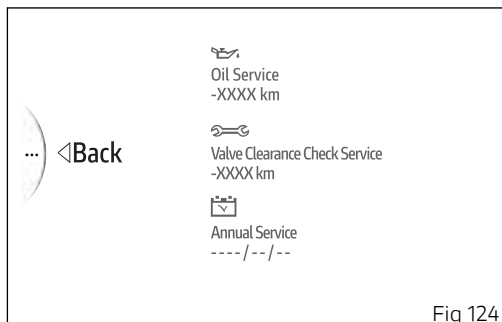 Oil Service
-XXXX km
Valve Clearance Check Service
-XXXX km
Annual Service
----/--/--
... ◁Back
Fig 124